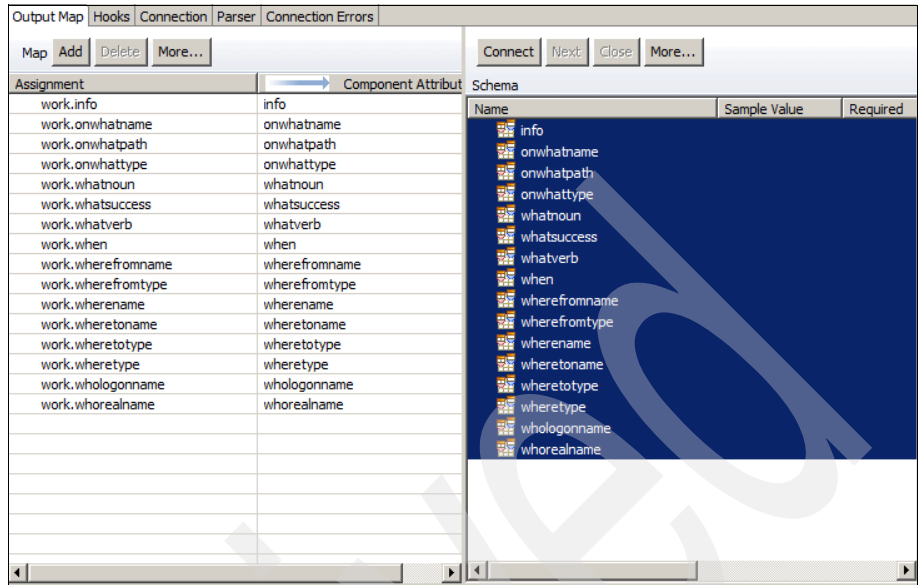 Output Map Hooks Connection Parser Connection Errors
Map Add Delete More...
Assignment Component Attribut
work.info info
work.onwhatname onwhatname
work.onwhatpath onwhatpath
work.onwhattype onwhattype
work.whatnoun whatnoun
work.whatsuccess whatsuccess
work.whatverb whatverb
work.when when
work.wherefromname wherefromname
work.wherefromtype wherefromtype
work.wherename wherename
work.wheretoname wheretoname
work.wheretotype wheretotype
work.wheretype wheretype
work.whologonname whologonname
work.whorealname whorealname
Connect Next Close More...
Schema
Name Sample Value Required
info
onwhatname
onwhatpath
onwhattype
whatnoun
whatsuccess
whatverb
when
wherefromname
wherefromtype
wherename
wheretoname
wheretotype
wheretype
whologonname
whorealname